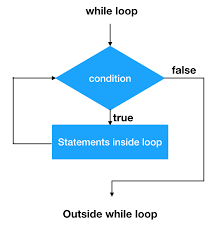 while loop
condition
false
true
Statements inside loop
Outside while loop